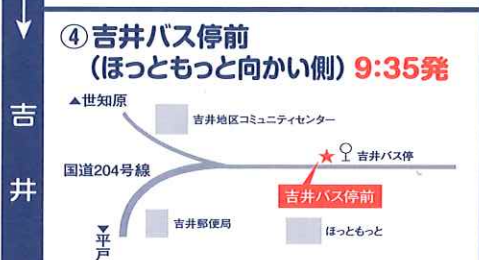 ④吉井バス停前
(ほっともっと向かい側) 9:35発
吉井
▲世知原
吉井地区コミュニティセンター
吉井バス停
国道204号線
吉井バス停前
吉井郵便局
ほっともっと
▼平戸